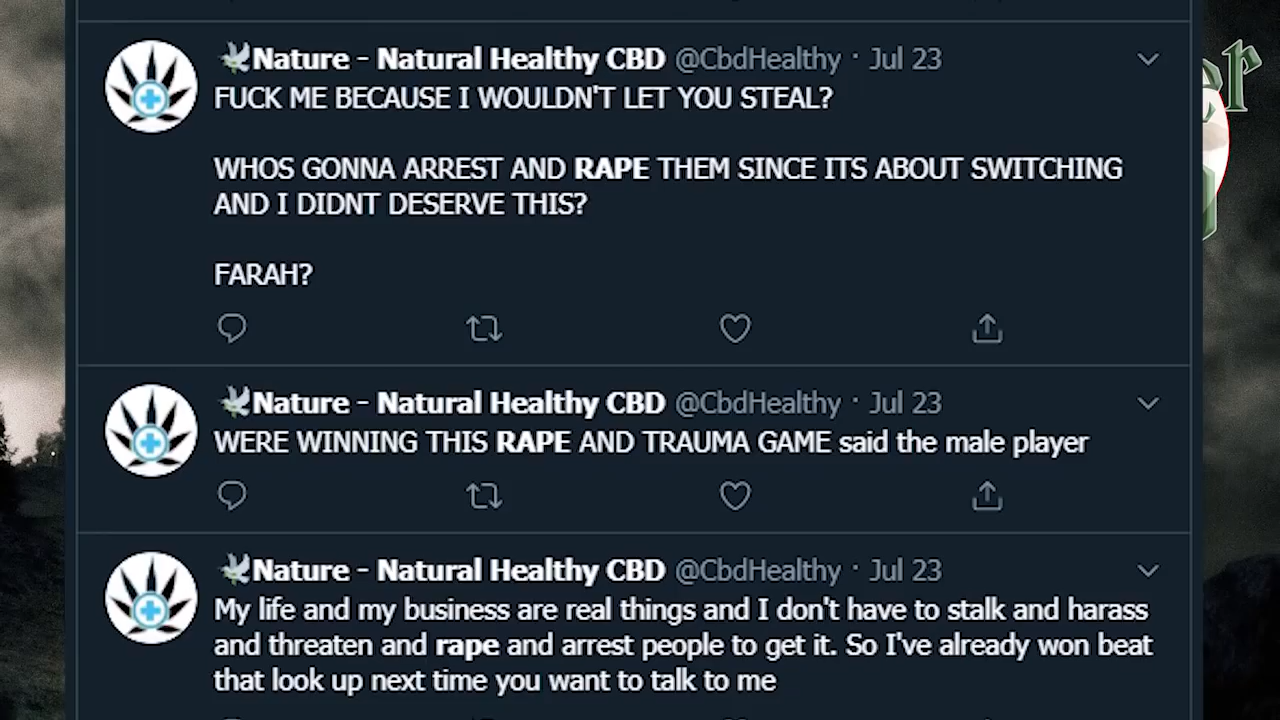 Nature - Natural Healthy CBD @CbdHealthy · Jul 23
FUCK ME BECAUSE I WOULDN'T LET YOU STEAL?
WHOS GONNA ARREST AND RAPE THEM SINCE ITS ABOUT SWITCHING
AND I DIDNT DESERVE THIS?
FARAH?
Nature - Natural Healthy CBD @CbdHealthy · Jul 23
WERE WINNING THIS RAPE AND TRAUMA GAME said the male player
Nature - Natural Healthy CBD @CbdHealthy · Jul 23
My life and my business are real things and I don't have to stalk and harass
and threaten and rape and arrest people to get it. So I've already won beat
that look up next time you want to talk to me